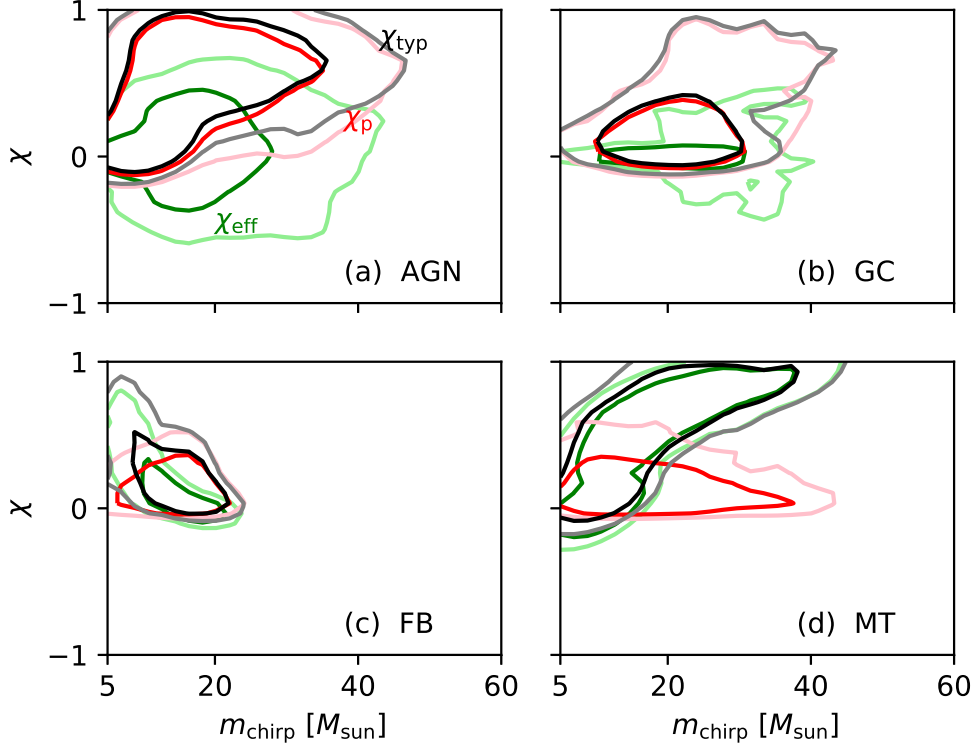 1
χ
0
−1
χtyp
χp
χeff
(a) AGN
(b) GC
1
χ
0
−1
(c) FB
(d) MT
5 20 40 60
5 20 40 60
mchirp [Msun]
mchirp [Msun]